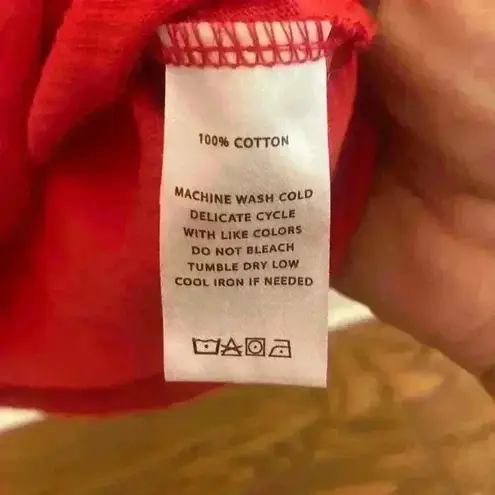 100% COTTON
MACHINE WASH COLD
DELICATE CYCLE
WITH LIKE COLORS
DO NOT BLEACH
TUMBLE DRY LOW
COOL IRON IF NEEDED